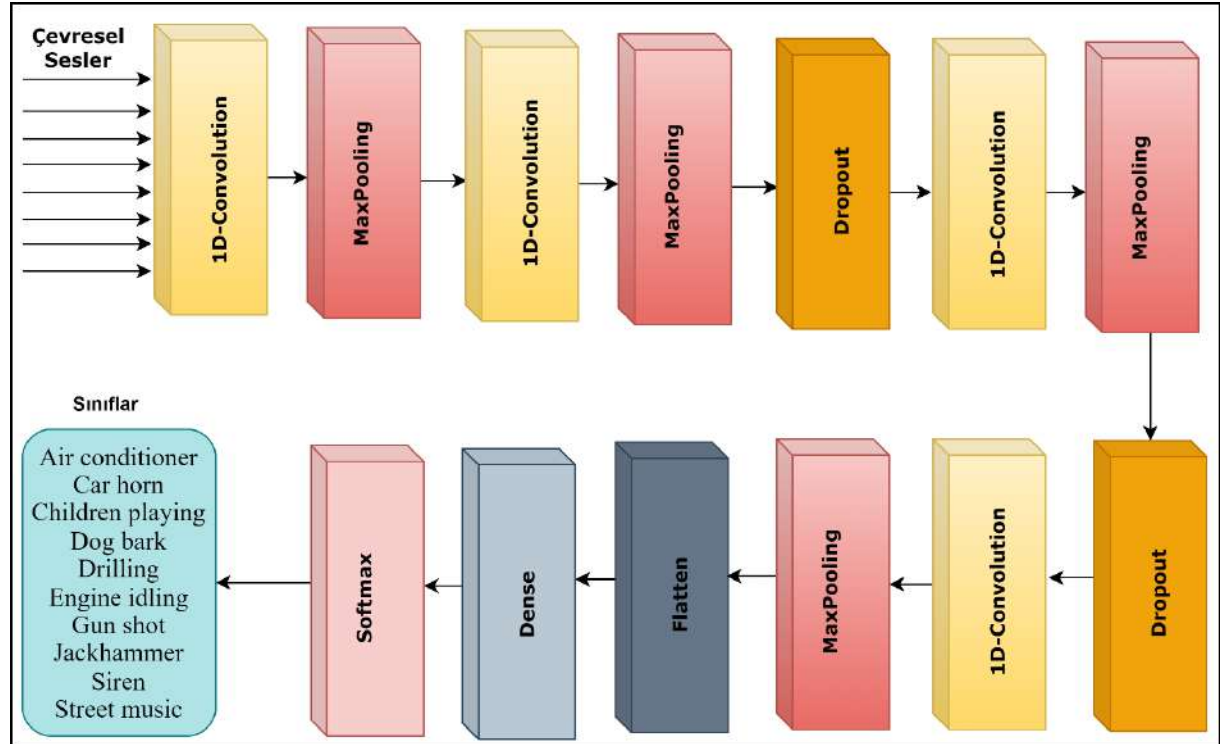 Çevresel
Sesler
1D-Convolution
MaxPooling
1D-Convolution
MaxPooling
Dropout
1D-Convolution
MaxPooling
Dropout
1D-Convolution
MaxPooling
Flatten
Dense
Softmax
Sınıflar
Air conditioner
Car horn
Children playing
Dog bark
Drilling
Engine idling
Gun shot
Jackhammer
Siren
Street music